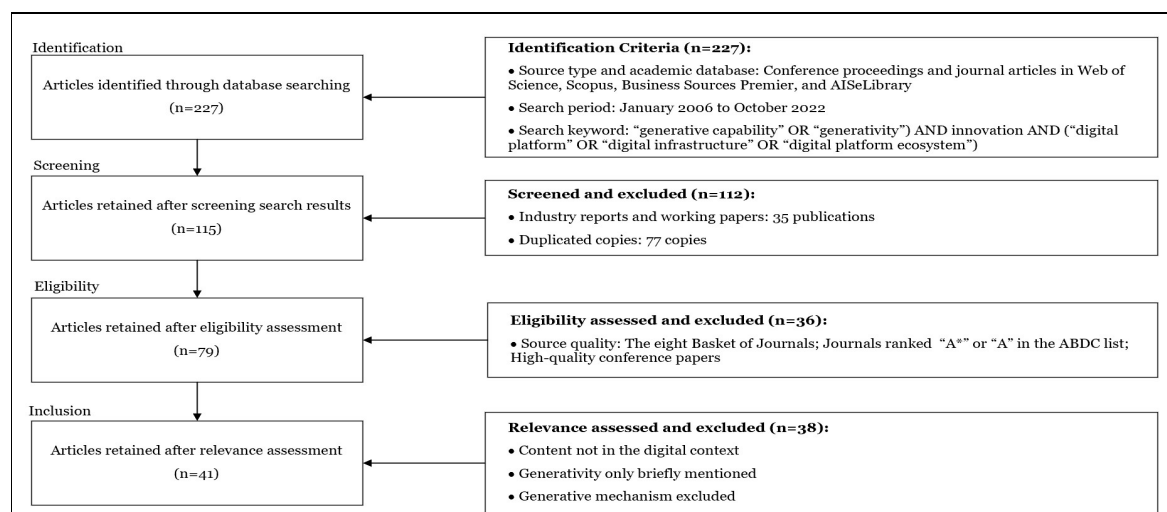 Identification
Articles identified through database searching
(n=227)
Identification Criteria (n=227):
• Source type and academic database: Conference proceedings and journal articles in Web of
Science, Scopus, Business Sources Premier, and AISeLibrary
• Search period: January 2006 to October 2022
• Search keyword: “generative capability” OR “generativity”) AND innovation AND (“digital
platform” OR “digital infrastructure” OR “digital platform ecosystem”)
Screening
Articles retained after screening search results
(n=115)
Screened and excluded (n=112):
• Industry reports and working papers: 35 publications
• Duplicated copies: 77 copies
Eligibility
Articles retained after eligibility assessment
(n=79)
Eligibility assessed and excluded (n=36):
• Source quality: The eight Basket of Journals; Journals ranked “A*” or “A” in the ABDC list;
High-quality conference papers
Inclusion
Articles retained after relevance assessment
(n=41)
Relevance assessed and excluded (n=38):
• Content not in the digital context
• Generativity only briefly mentioned
• Generative mechanism excluded